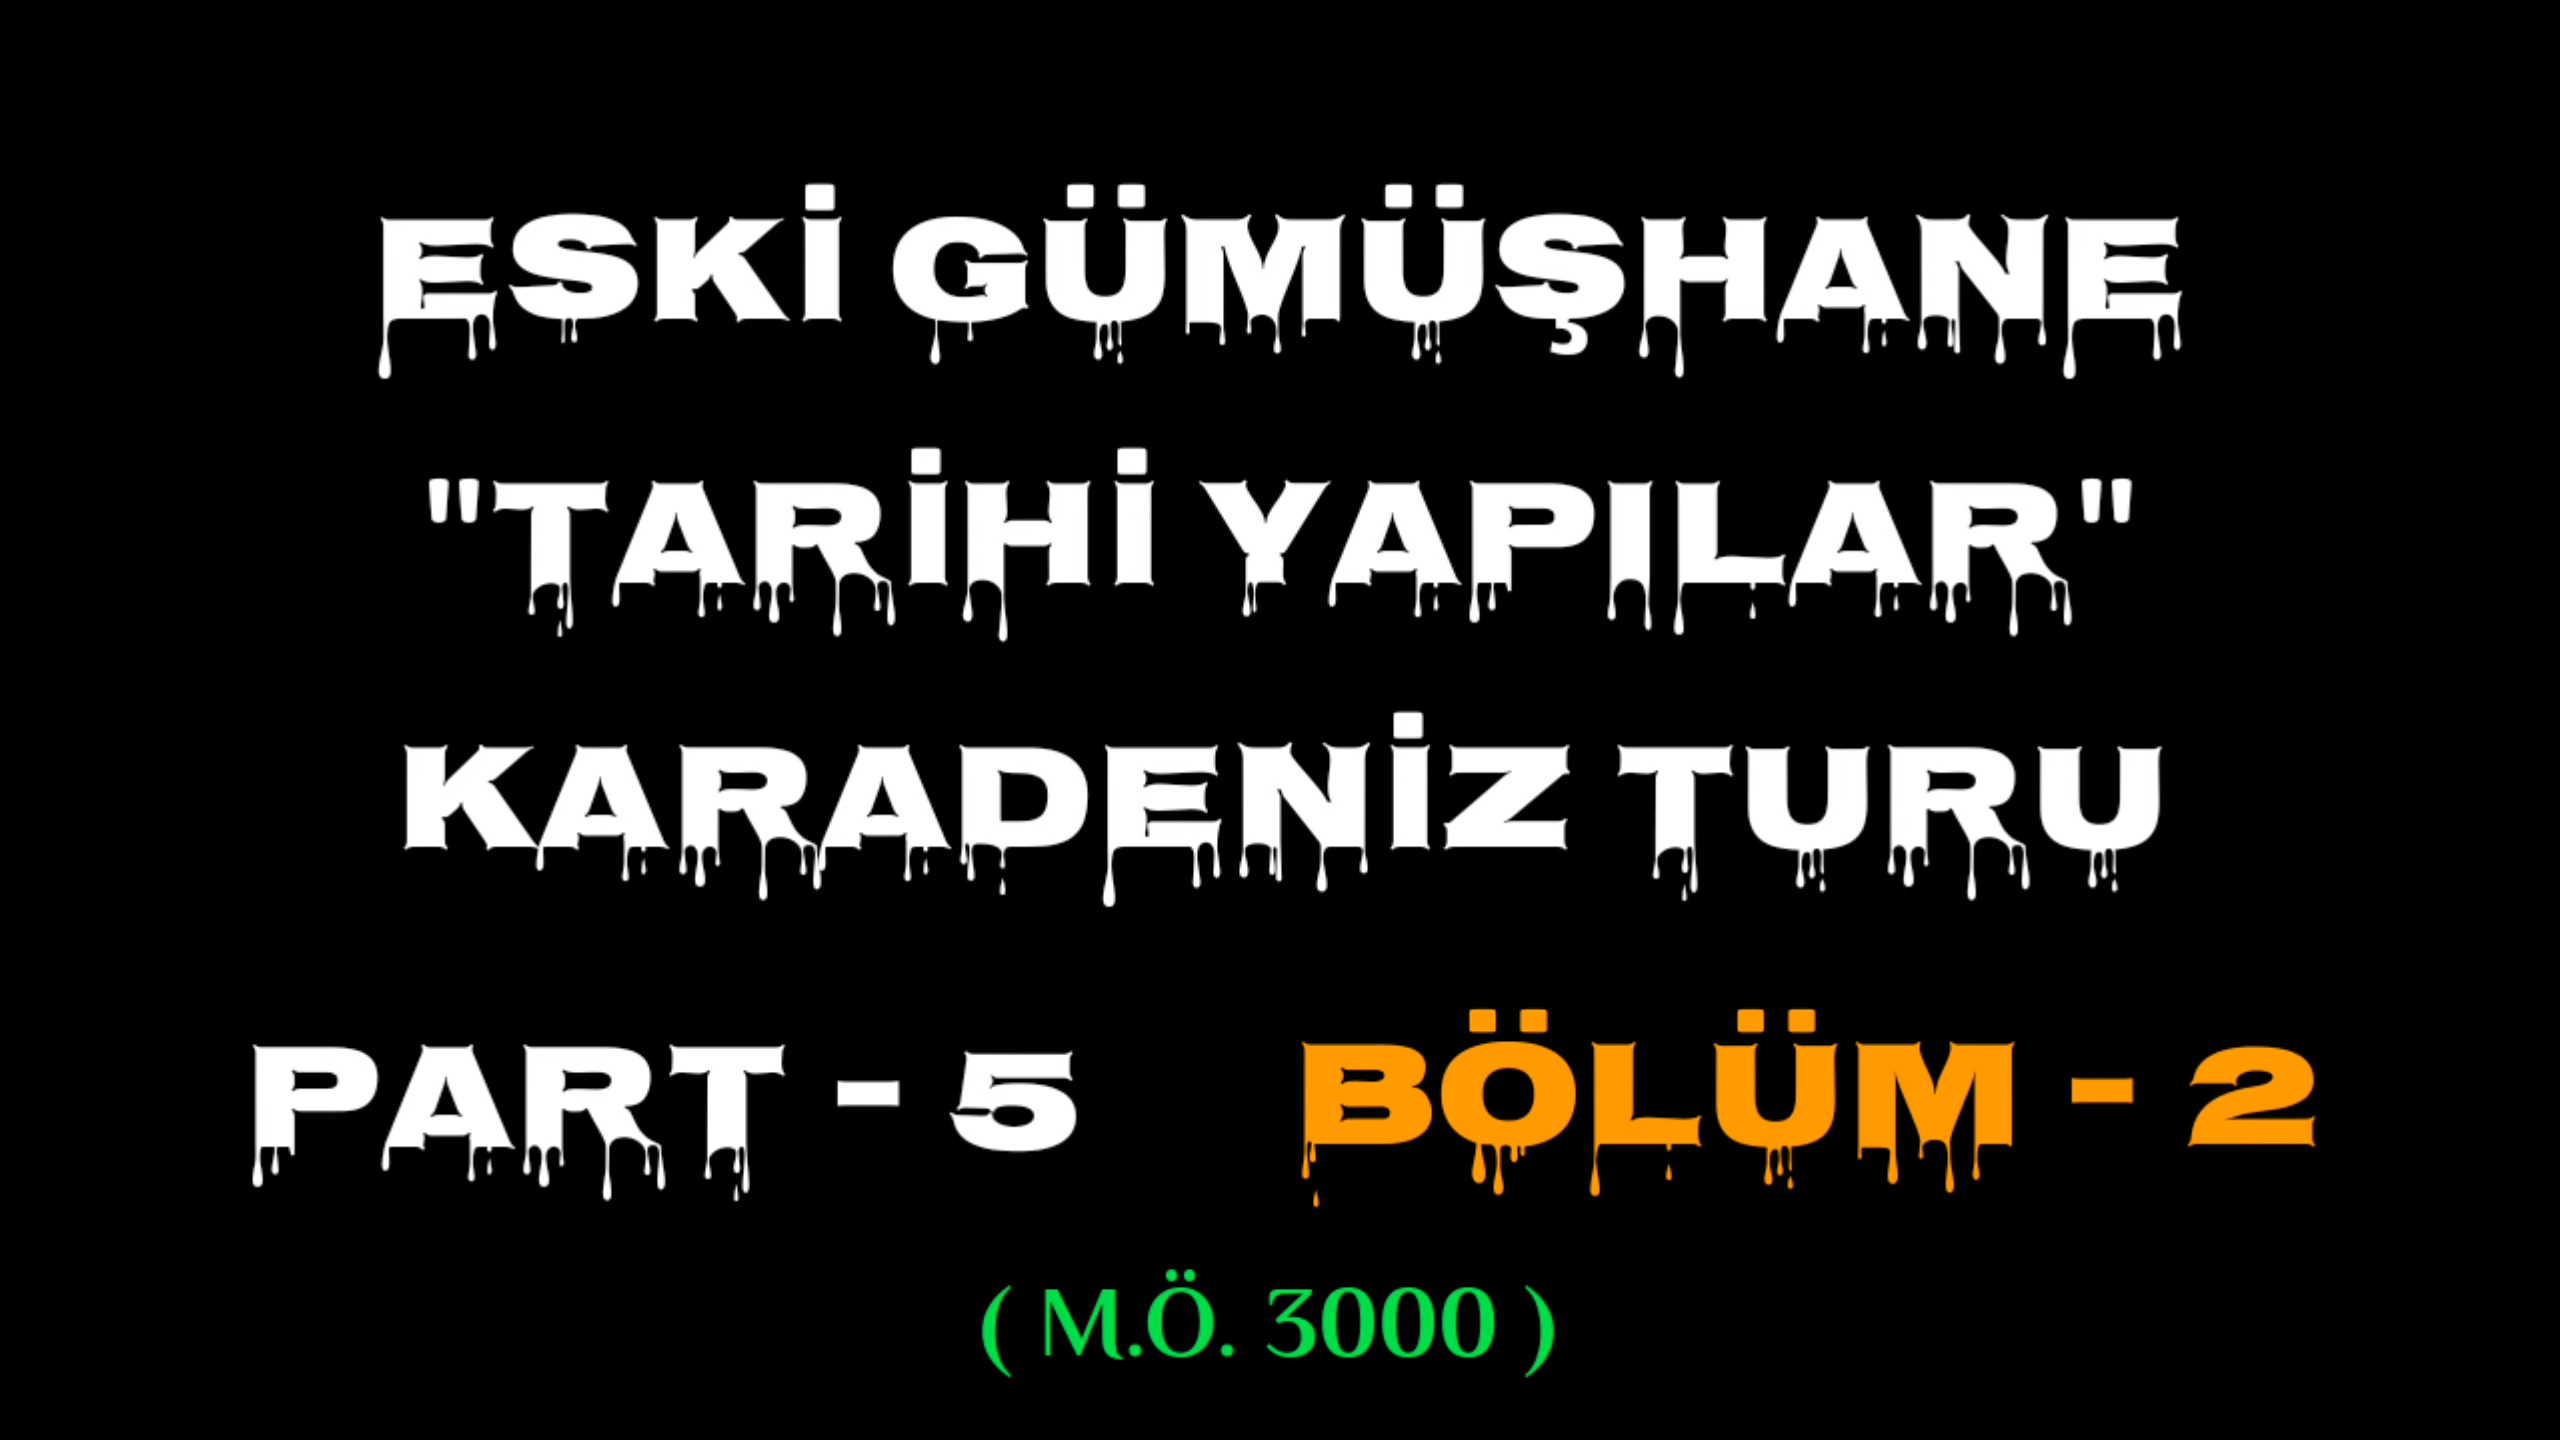 ESKİ GÜMÜŞHANE
"TARİHİ YAPILAR"
KARADENİZ TURU
PART - 5 BÖLÜM - 2
( M.Ö. 3000 )